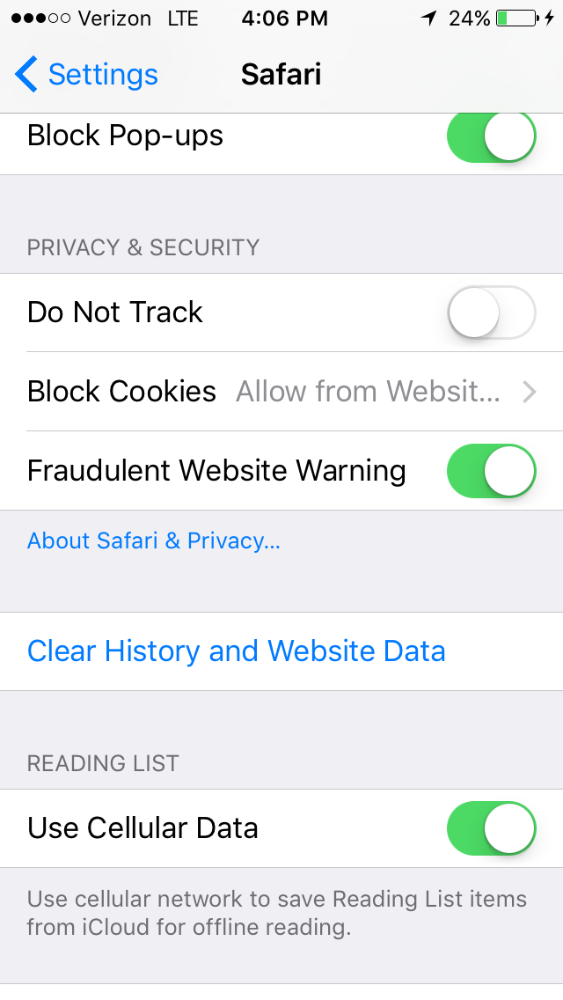 Verizon LTE 4:06 PM 24%
Settings Safari
Block Pop-ups
PRIVACY & SECURITY
Do Not Track
Block Cookies Allow from Websit...
Fraudulent Website Warning
About Safari & Privacy...
Clear History and Website Data
READING LIST
Use Cellular Data
Use cellular network to save Reading List items
from iCloud for offline reading.